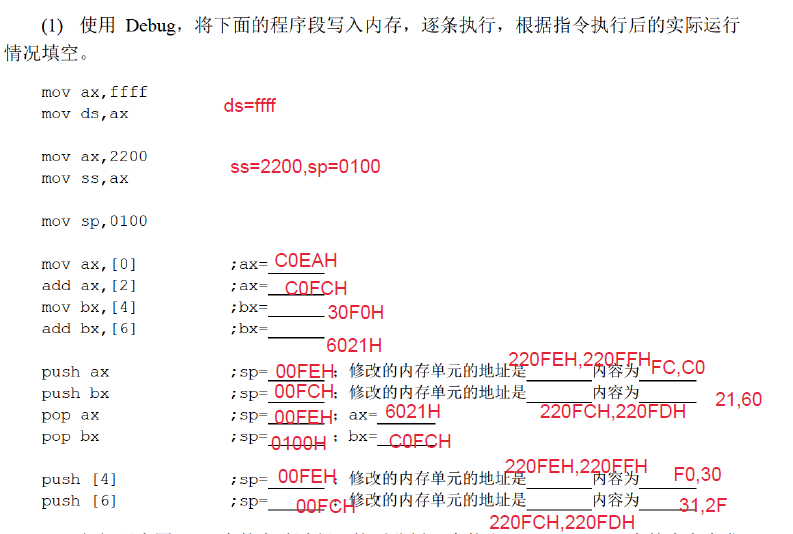 (1) 使用 Debug，将下面的程序段写入内存，逐条执行，根据指令执行后的实际运行
情况填空。
mov ax,ffff
mov ds,ax
ds=ffff
mov ax,2200
mov ss,ax
ss=2200,sp=0100
mov sp,0100
mov ax,[0] ;ax= C0EAH
add ax,[2] ;ax= C0FCH
mov bx,[4] ;bx= 30F0H
add bx,[6] ;bx= 6021H
push ax ;sp= 00FEH; 修改的内存单元的地址是 220FEH,220FFH 内容为 FC,C0
push bx ;sp= 00FCH; 修改的内存单元的地址是 220FCH,220FDH 内容为 21,60
pop ax ;sp= 00FEH; ax= 6021H
pop bx ;sp= 0100H ; bx= C0FCH
push [4] ;sp= 00FEH; 修改的内存单元的地址是 220FEH,220FFH 内容为 F0,30
push [6] ;sp= 00FCH; 修改的内存单元的地址是 220FCH,220FDH 内容为 31,2F